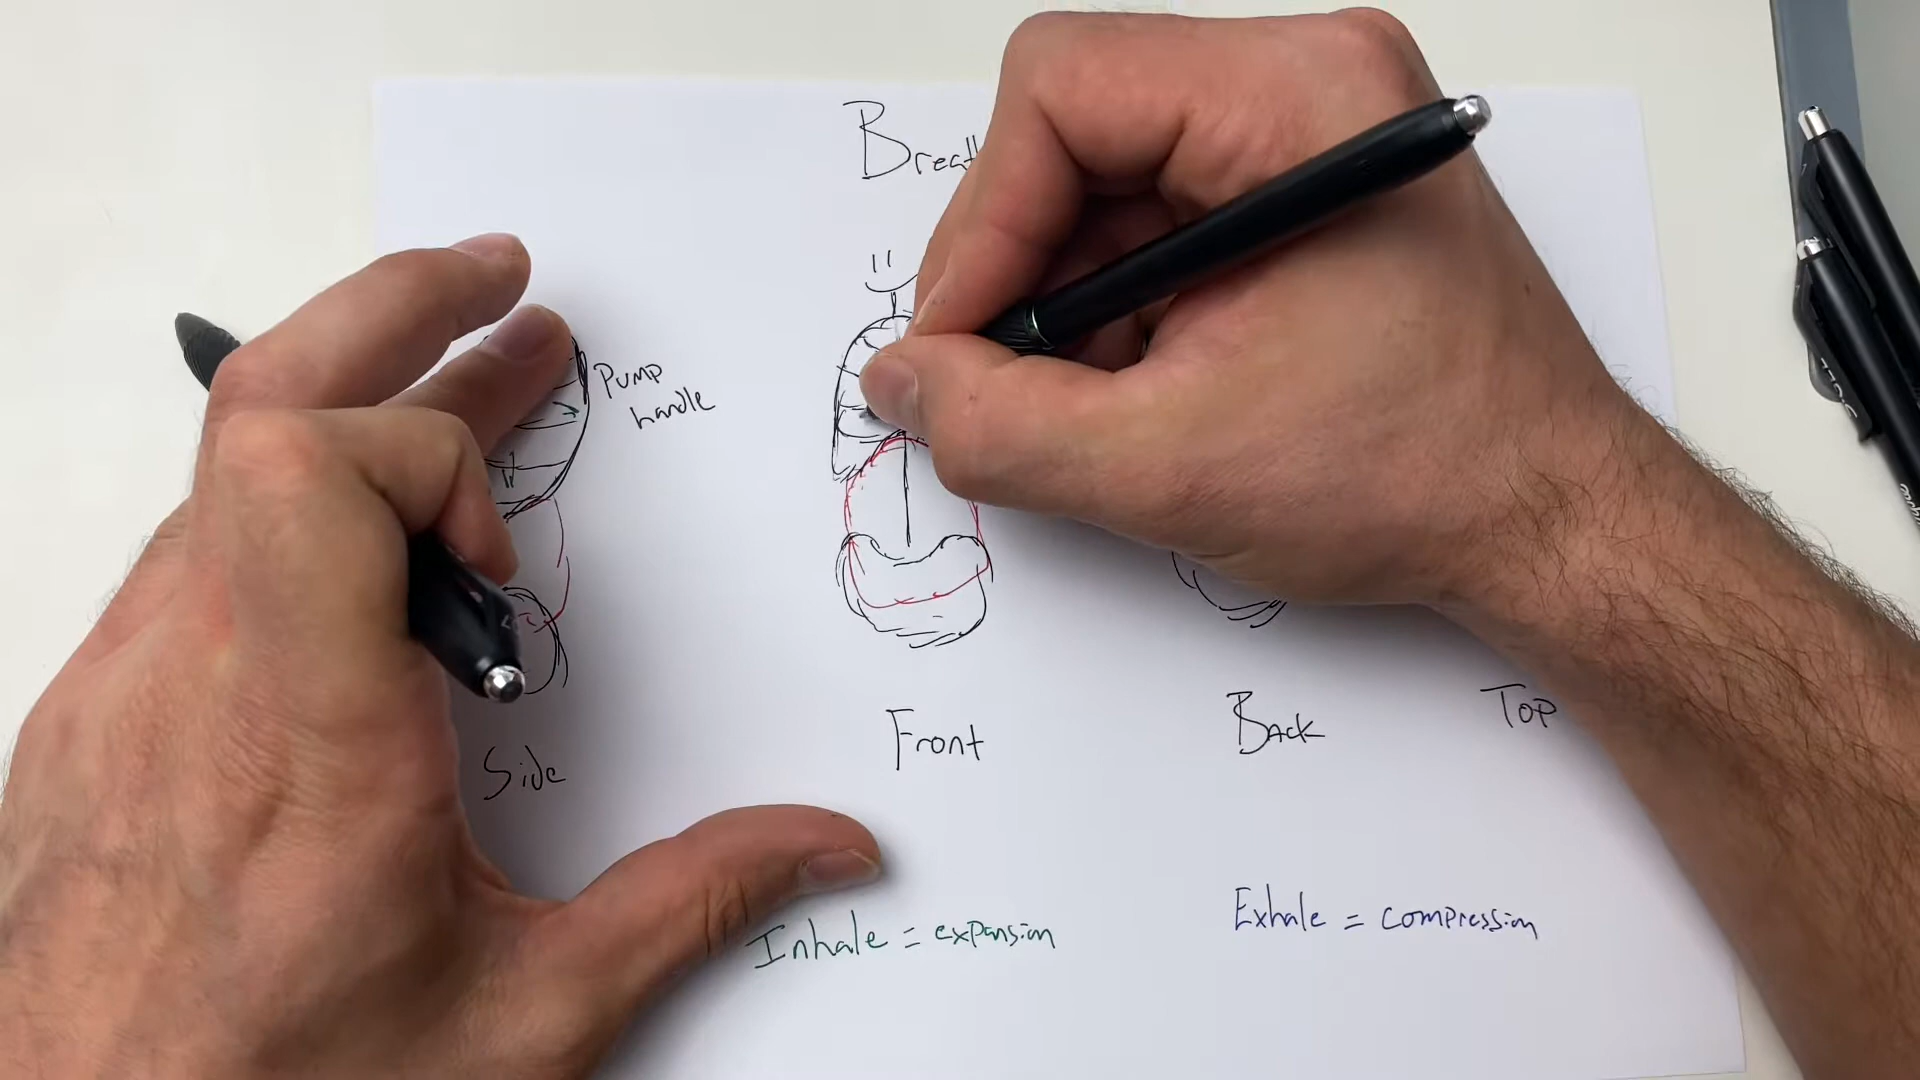 Pump
handle
Side
Front
Back
Top
Inhale = expansion
Exhale = compression